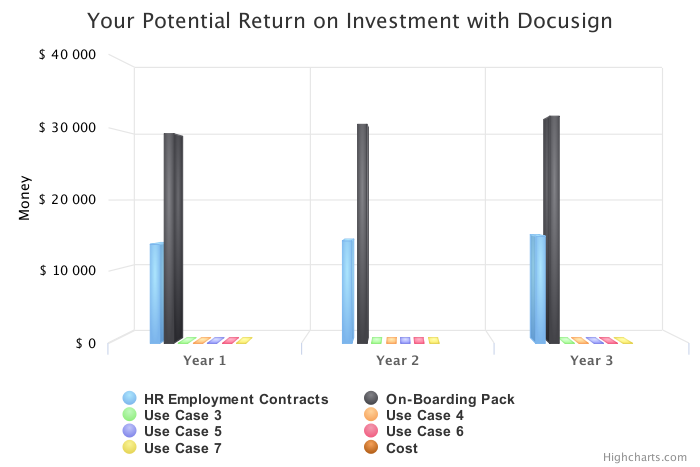 Your Potential Return on Investment with Docusign
$ 40 000
$ 30 000
$ 20 000
$ 10 000
$ 0
Money
Year 1
Year 2
Year 3
HR Employment Contracts
On-Boarding Pack
Use Case 3
Use Case 4
Use Case 5
Use Case 6
Use Case 7
Cost
Highcharts.com